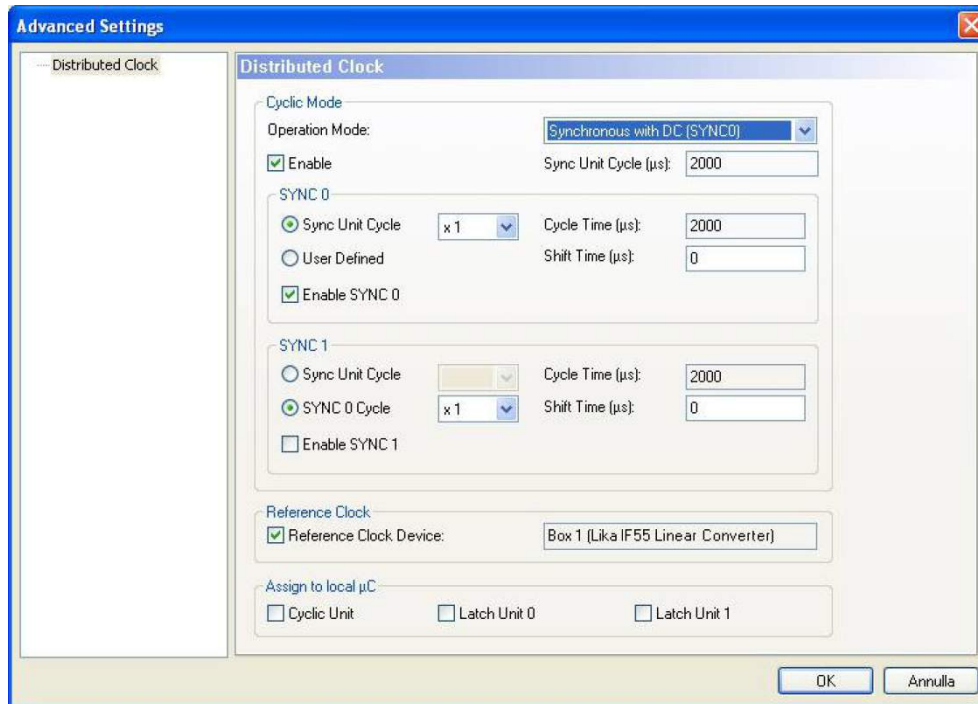 Advanced Settings
Distributed Clock
Distributed Clock
Cyclic Mode
Operation Mode: Synchronous with DC (SYNC0)
Enable Sync Unit Cycle (µs): 2000
SYNC 0
Sync Unit Cycle x 1 Cycle Time (µs): 2000
User Defined Shift Time (µs): 0
Enable SYNC 0
SYNC 1
Sync Unit Cycle Cycle Time (µs): 2000
SYNC 0 Cycle x 1 Shift Time (µs): 0
Enable SYNC 1
Reference Clock
Reference Clock Device: Box 1 (Lika IF55 Linear Converter)
Assign to local µC
Cyclic Unit Latch Unit 0 Latch Unit 1
OK Annulla